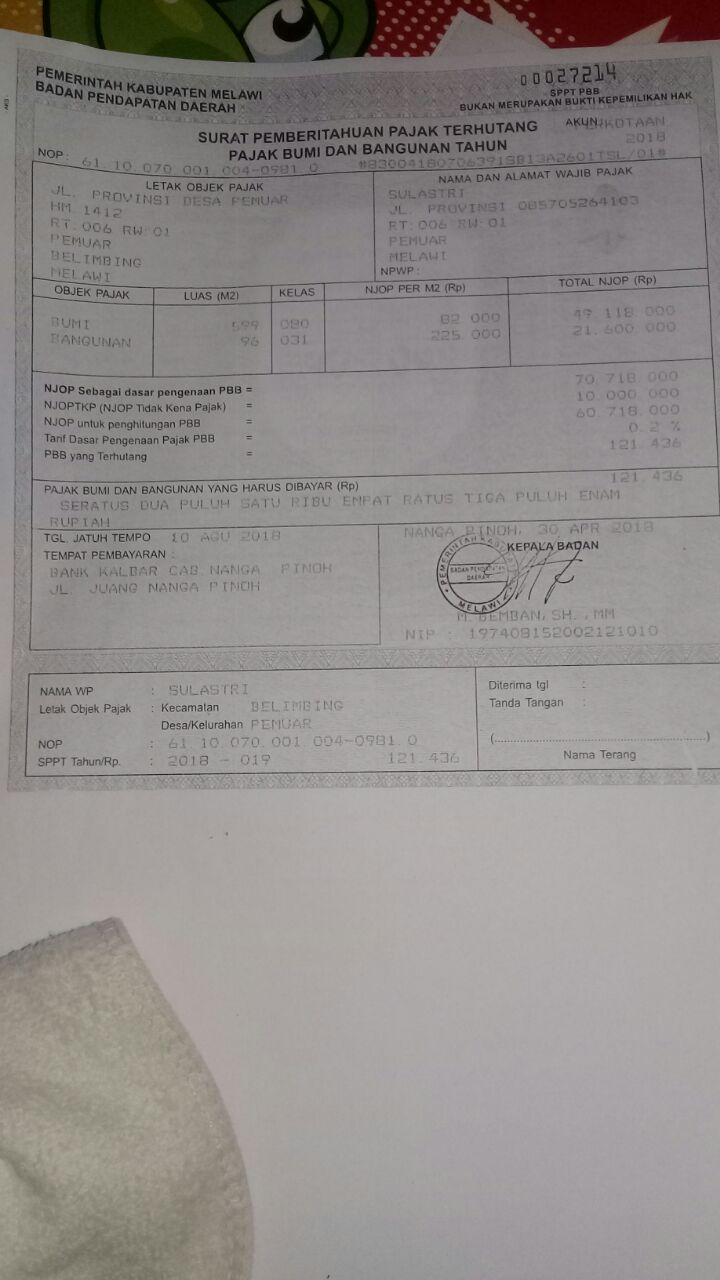 PEMERINTAH KABUPATEN MELAWI
BADAN PENDAPATAN DAERAH
00027214
SPPT PBB
BUKAN MERUPAKAN BUKTI KEPEMILIKAN HAK
AKUN
SURAT PEMBERITAHUAN PAJAK TERHUTANG
PAJAK BUMI DAN BANGUNAN TAHUN 2018
NOP : 61.10.070.001.004-0981.0
LETAK OBJEK PAJAK
JL. PROVINSI DESA PEMUAR
HM 1412
RT:006 RW:01
PEMUAR
BELIMBING
MELAWI
NAMA DAN ALAMAT WAJIB PAJAK
SULASTRI
JL. PROVINSI 085705264103
RT:006 RW:01
PEMUAR
MELAWI
NPWP :
OBJEK PAJAK LUAS (M2) KELAS NJOP PER M2 (Rp) TOTAL NJOP (Rp)
BUMI 599 080 82.000 49.118.000
BANGUNAN 96 031 225.000 21.600.000
NJOP Sebagai dasar pengenaan PBB = 70.718.000
NJOPTKP (NJOP Tidak Kena Pajak) = 10.000.000
NJOP untuk penghitungan PBB = 60.718.000
Tarif Dasar Pengenaan Pajak PBB = 0.2 %
PBB yang Terhutang = 121.436
PAJAK BUMI DAN BANGUNAN YANG HARUS DIBAYAR (Rp) 121.436
SERATUS DUA PULUH SATU RIBU EMPAT RATUS TIGA PULUH ENAM
RUPIAH
TGL. JATUH TEMPO 10 AGU 2018
TEMPAT PEMBAYARAN :
BANK KALBAR CAB. NANGA PINOH
JL. JUANG NANGA PINOH
NANGA PINOH, 30 APR 2018
KEPALA BADAN
PEMERINTAH
BADAN PENDAPATAN
DAERAH
MELAWI
M. BEMBAN, SH., MM
NIP : 197408152002121010
NAMA WP : SULASTRI
Letak Objek Pajak : Kecamatan BELIMBING
Desa/Kelurahan PEMUAR
NOP : 61.10.070.001.004-0981.0
SPPT Tahun/Rp. : 2018 - 019 121.436
Diterima tgl :
Tanda Tangan :
(........................................)
Nama Terang